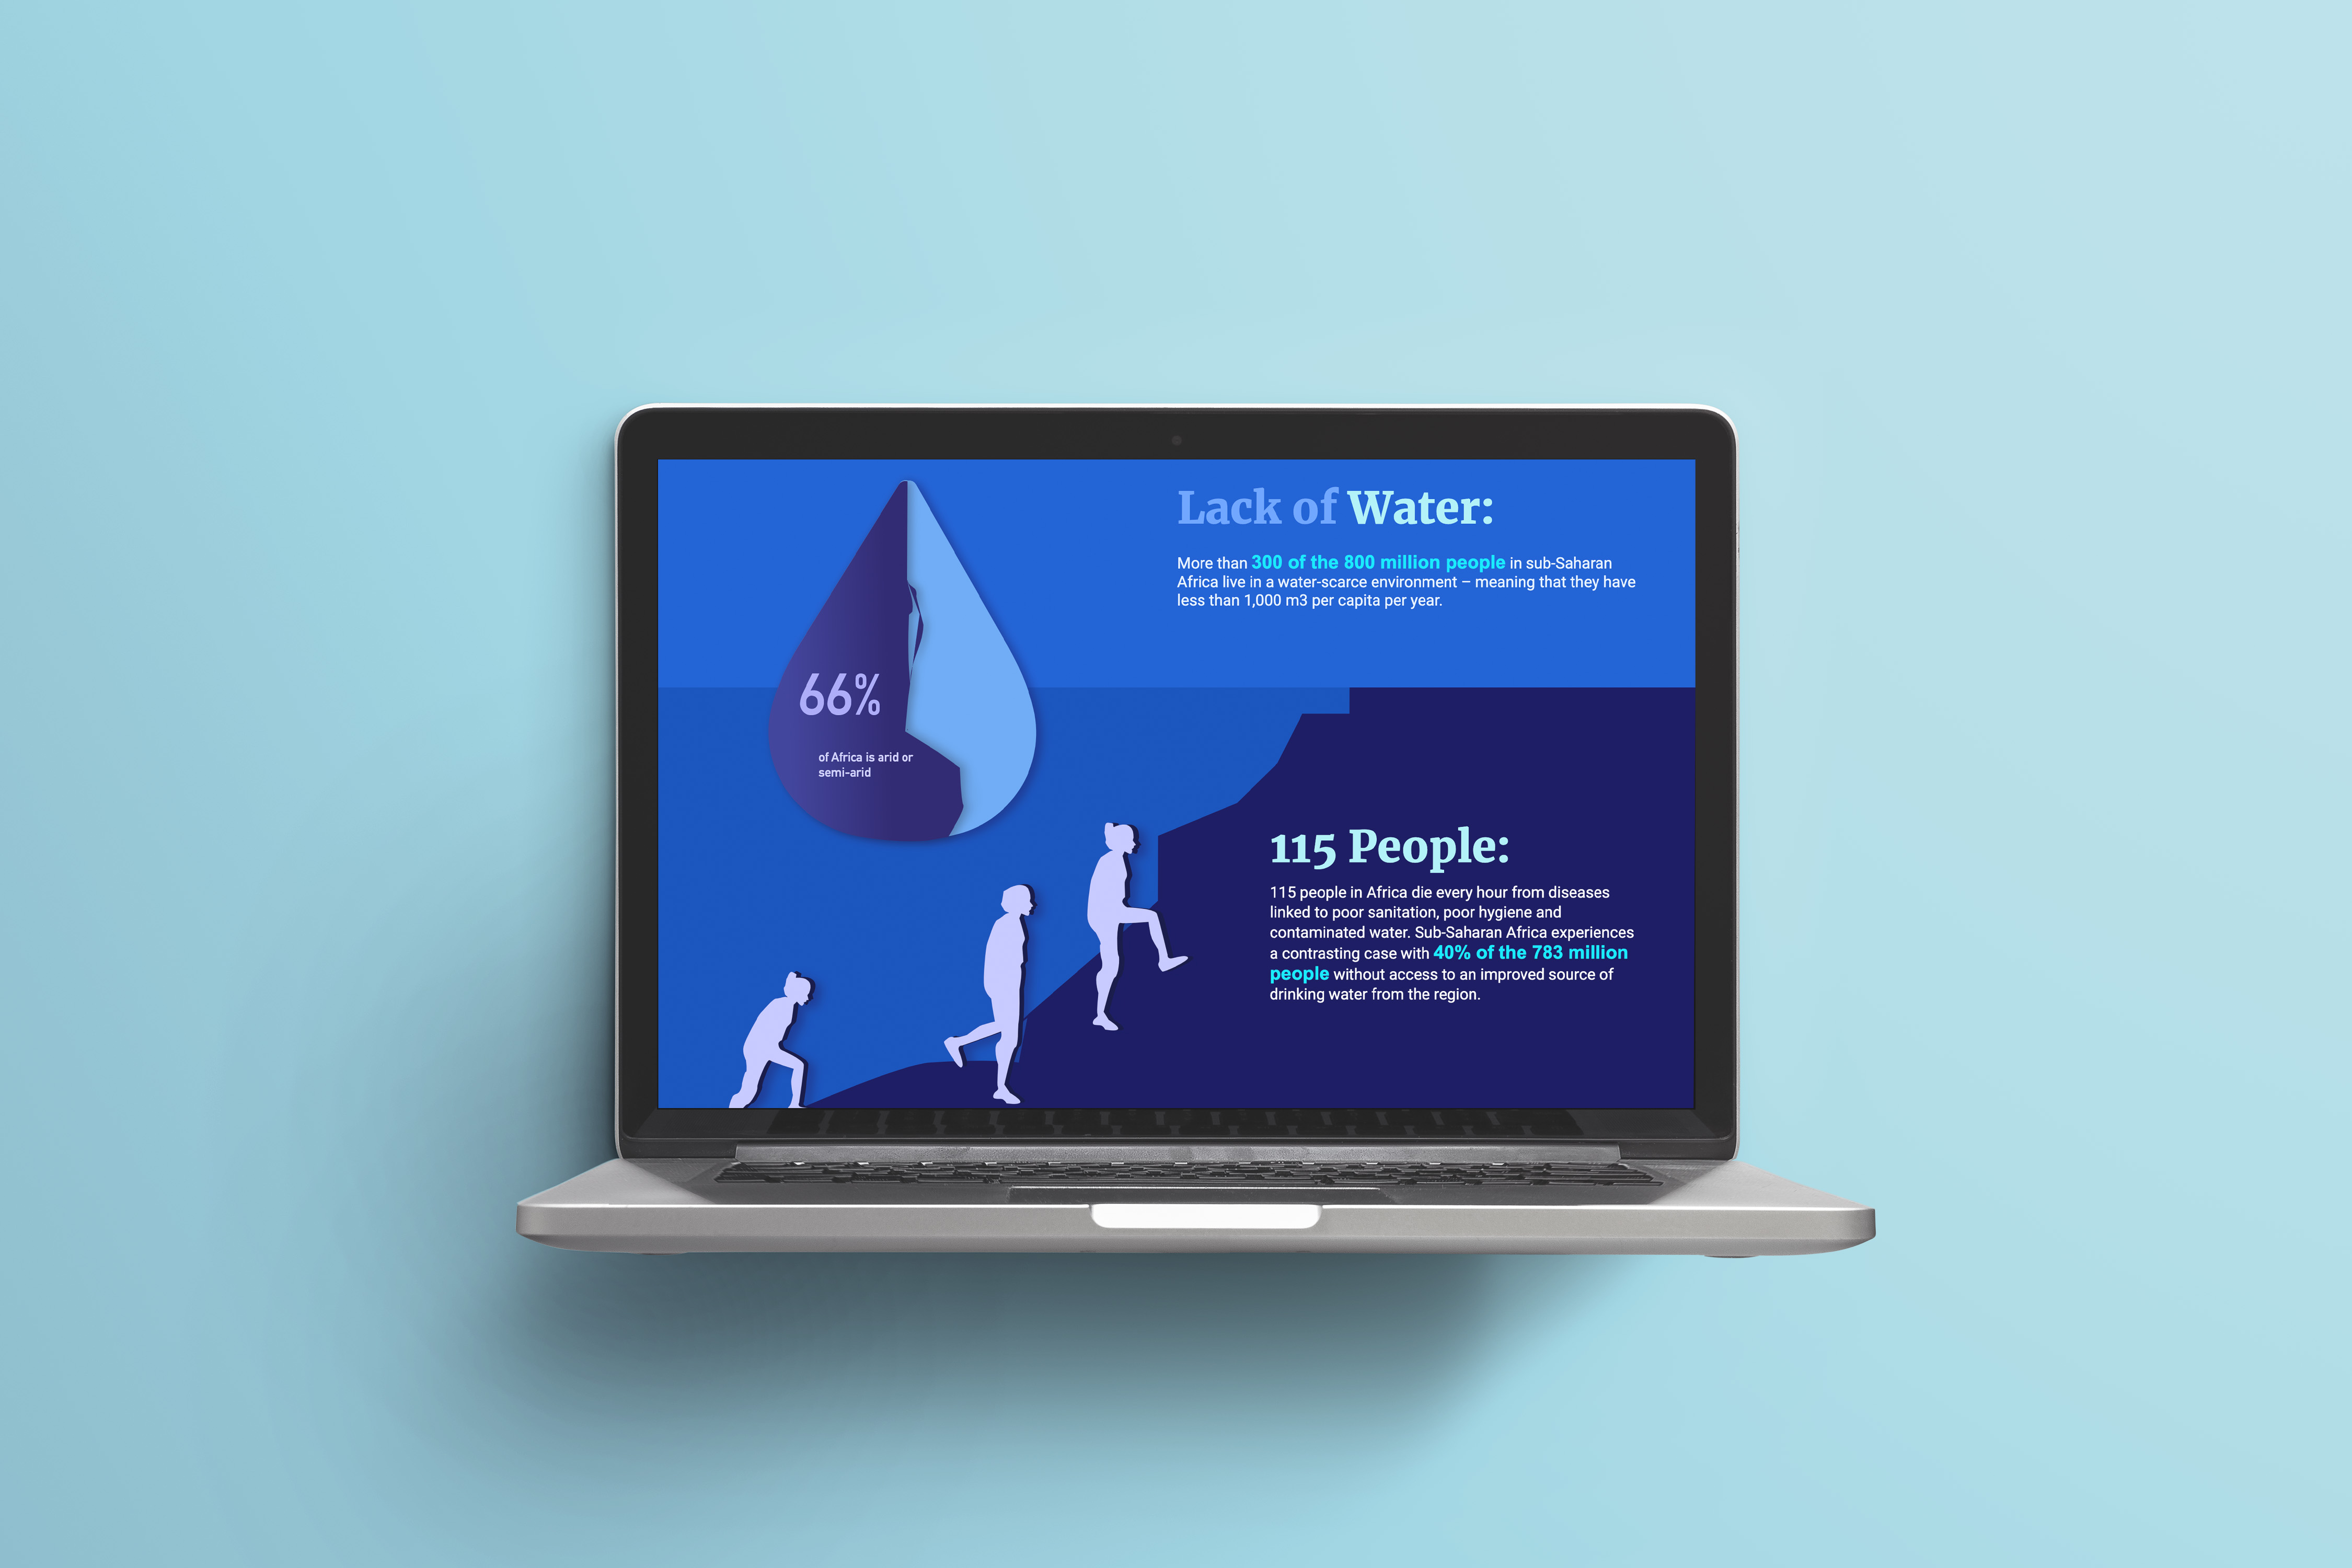 Lack of Water:
More than 300 of the 800 million people in sub-Saharan
Africa live in a water-scarce environment – meaning that they have
less than 1,000 m3 per capita per year.
66%
of Africa is arid or
semi-arid
115 People:
115 people in Africa die every hour from diseases
linked to poor sanitation, poor hygiene and
contaminated water. Sub-Saharan Africa experiences
a contrasting case with 40% of the 783 million
people without access to an improved source of
drinking water from the region.